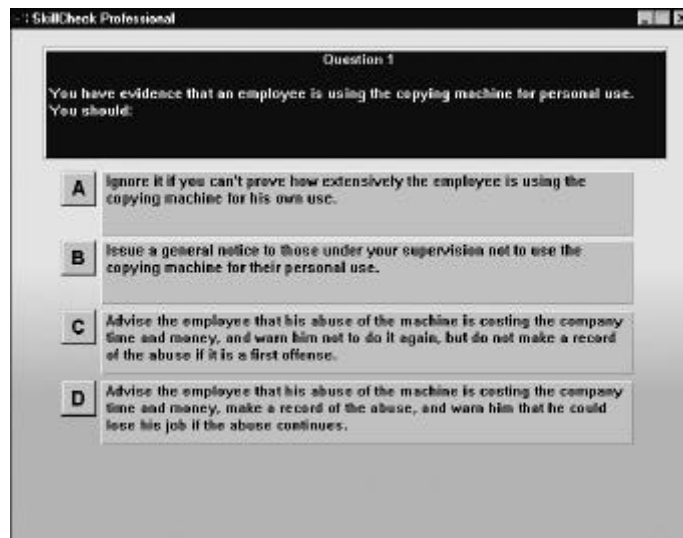 SkillCheck Professional
Question 1
You have evidence that an employee is using the copying machine for personal use.
You should:
A
Ignore it if you can't prove how extensively the employee is using the
copying machine for his own use.
B
Issue a general notice to those under your supervision not to use the
copying machine for their personal use.
C
Advise the employee that his abuse of the machine is costing the company
time and money, and warn him not to do it again, but do not make a record
of the abuse if it is a first offense.
D
Advise the employee that his abuse of the machine is costing the company
time and money, make a record of the abuse, and warn him that he could
lose his job if the abuse continues.